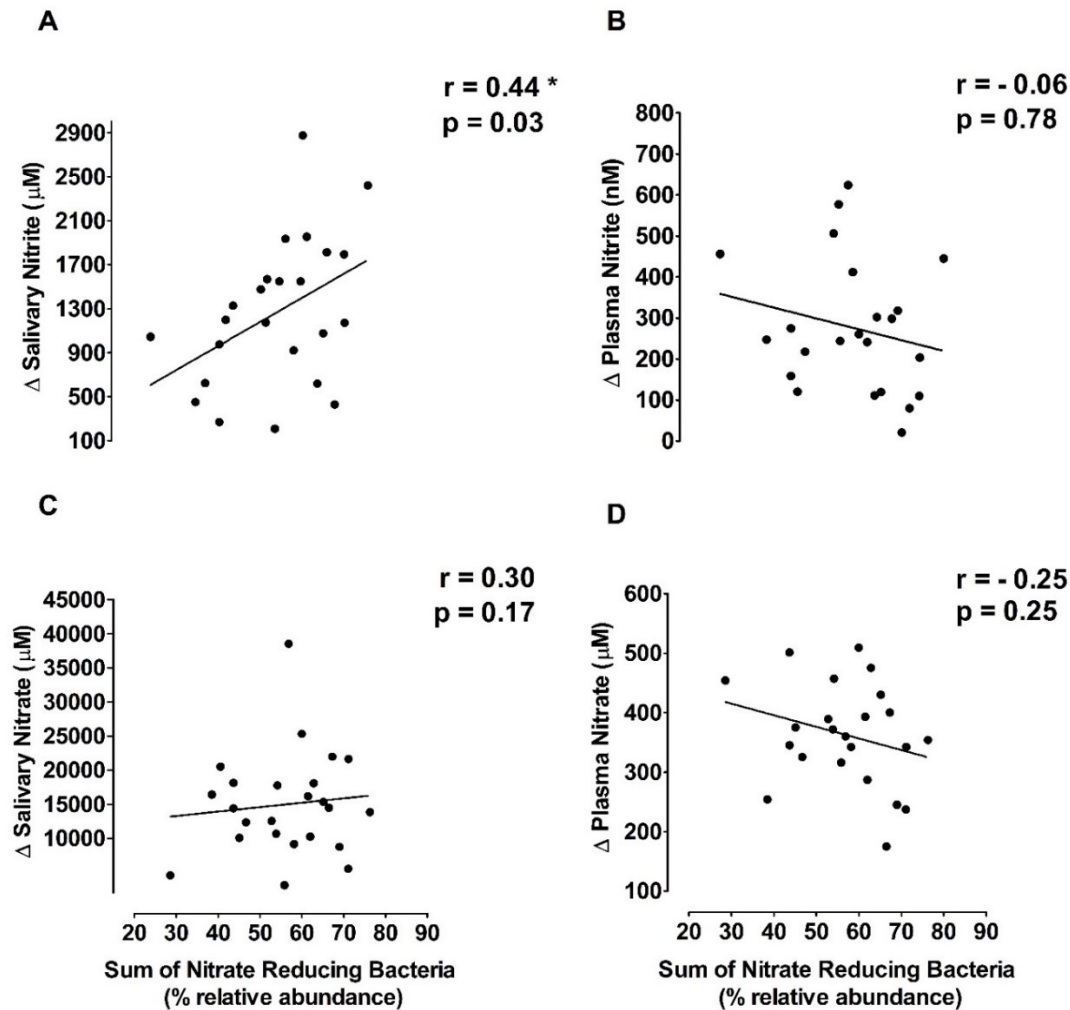 A
r = 0.44 *
p = 0.03
Δ Salivary Nitrite (μM)
2900
2500
2100
1700
1300
900
500
100
B
r = - 0.06
p = 0.78
Δ Plasma Nitrite (nM)
800
700
600
500
400
300
200
100
0
C
r = 0.30
p = 0.17
Δ Salivary Nitrate (μM)
45000
40000
35000
30000
25000
20000
15000
10000
20 30 40 50 60 70 80 90
Sum of Nitrate Reducing Bacteria
(% relative abundance)
D
r = - 0.25
p = 0.25
Δ Plasma Nitrate (μM)
600
500
400
300
200
100
20 30 40 50 60 70 80 90
Sum of Nitrate Reducing Bacteria
(% relative abundance)